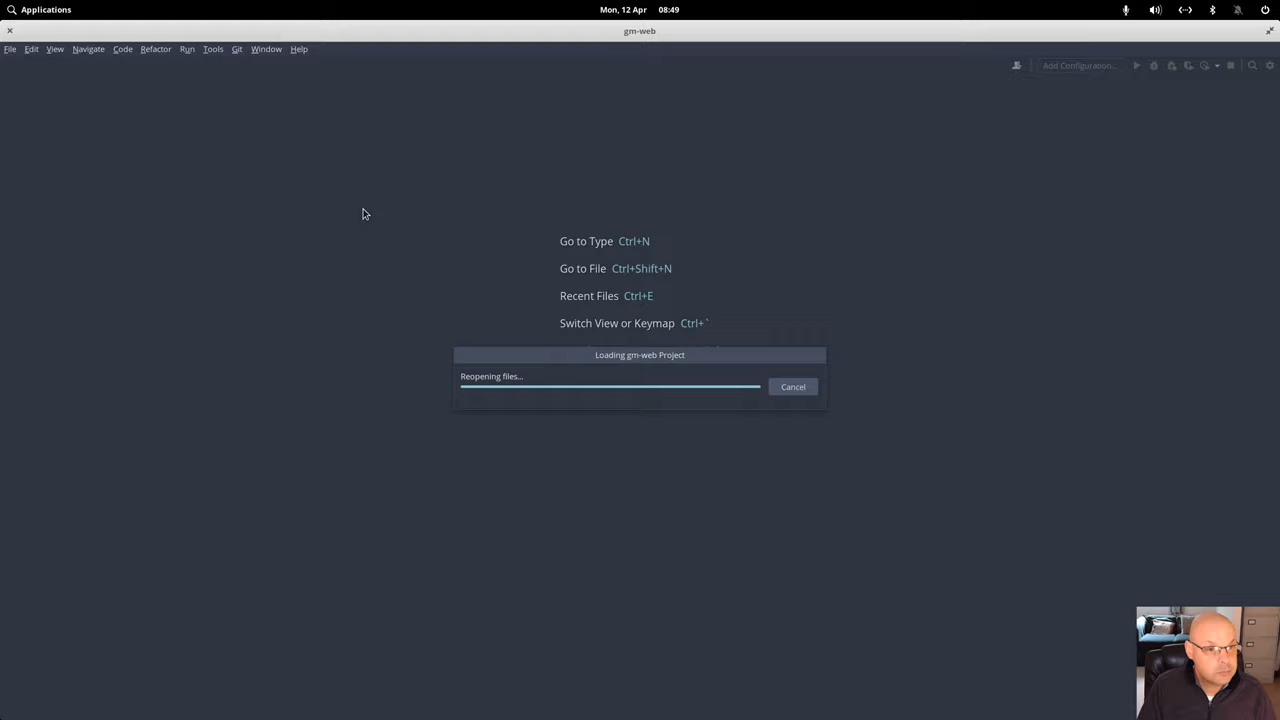 Applications
Mon, 12 Apr 08:49
gm-web
File Edit View Navigate Code Refactor Run Tools Git Window Help
Add Configuration...
Go to Type Ctrl+N
Go to File Ctrl+Shift+N
Recent Files Ctrl+E
Switch View or Keymap Ctrl+`
Loading gm-web Project
Reopening files...
Cancel